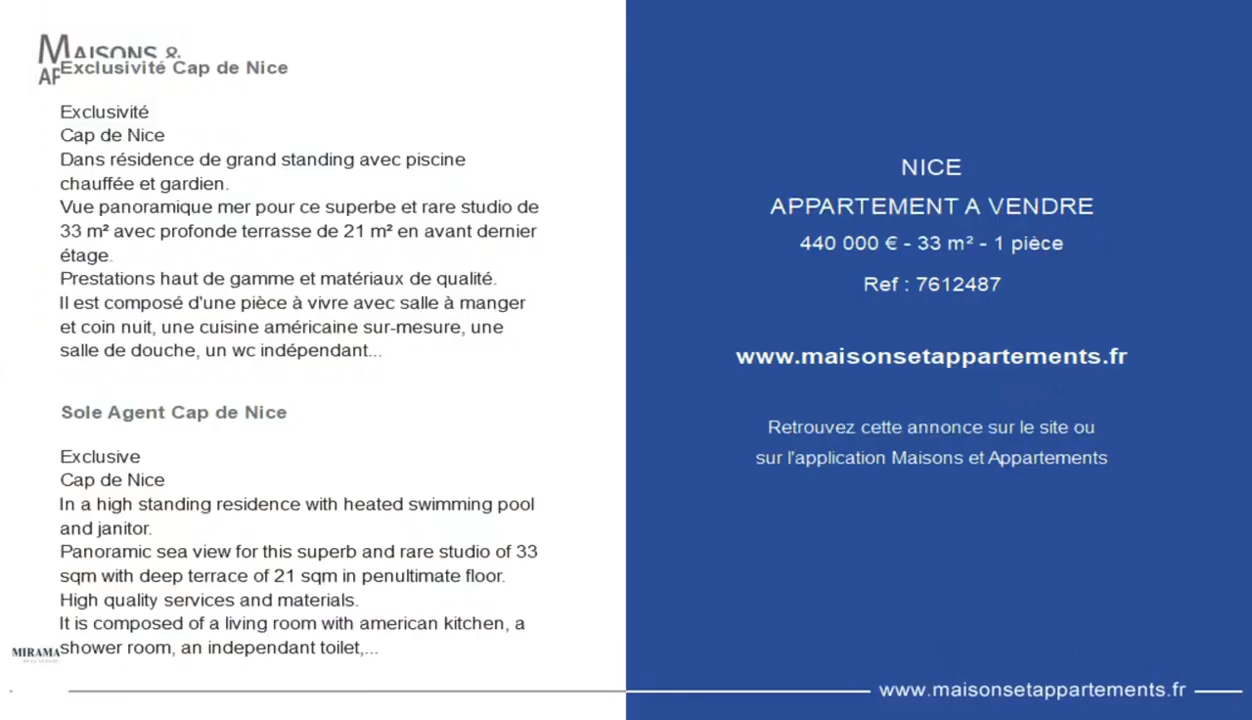 MAISONS &
AP
Exclusivité Cap de Nice
Exclusivité
Cap de Nice
Dans résidence de grand standing avec piscine
chauffée et gardien.
Vue panoramique mer pour ce superbe et rare studio de
33 m² avec profonde terrasse de 21 m² en avant dernier
étage.
Prestations haut de gamme et matériaux de qualité.
Il est composé d'une pièce à vivre avec salle à manger
et coin nuit, une cuisine américaine sur-mesure, une
salle de douche, un wc indépendant...
Sole Agent Cap de Nice
Exclusive
Cap de Nice
In a high standing residence with heated swimming pool
and janitor.
Panoramic sea view for this superb and rare studio of 33
sqm with deep terrace of 21 sqm in penultimate floor.
High quality services and materials.
It is composed of a living room with american kitchen, a
shower room, an independant toilet,...
MIRAMA
NICE
APPARTEMENT A VENDRE
440 000 € - 33 m² - 1 pièce
Ref : 7612487
www.maisonsetappartements.fr
Retrouvez cette annonce sur le site ou
sur l'application Maisons et Appartements
www.maisonsetappartements.fr